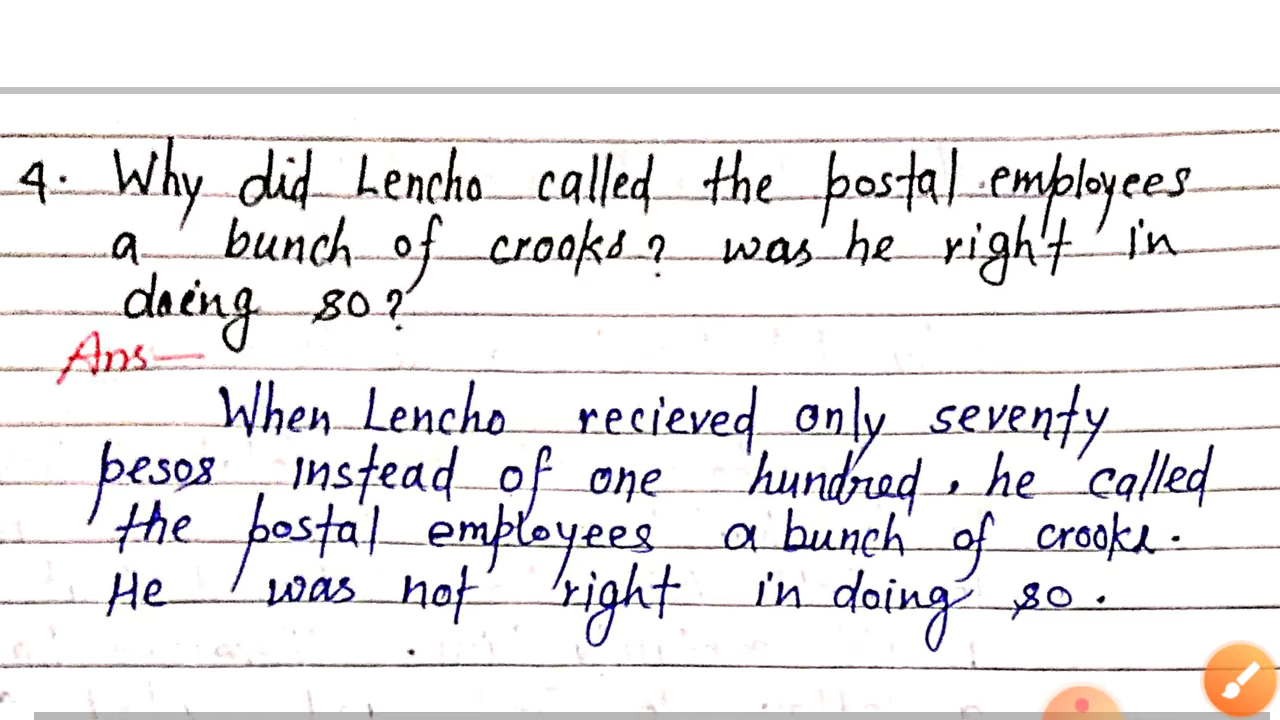 4. Why did Lencho called the postal employees
a bunch of crooks? was he right in
doing so?
Ans—
When Lencho recieved only seventy
pesos instead of one hundred, he called
the postal employees a bunch of crooks.
He was not right in doing so.